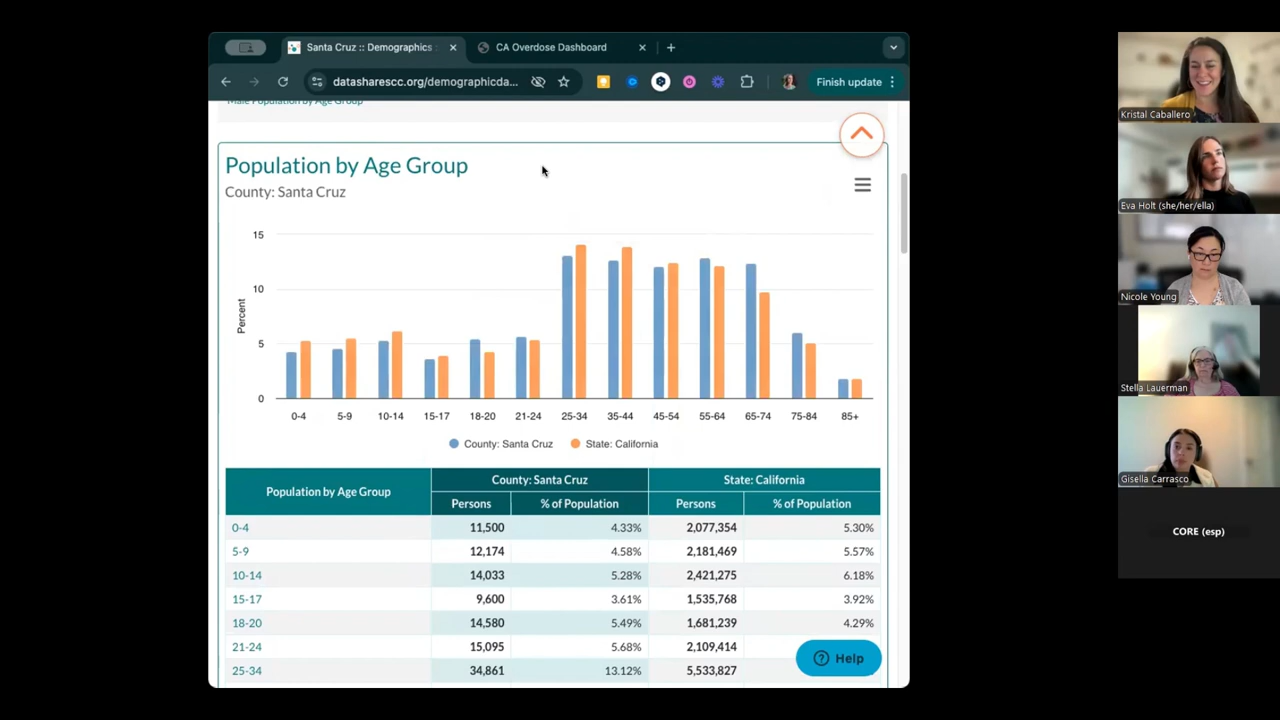 Santa Cruz :: Demographics :
CA Overdose Dashboard
datasharescc.org/demographicda...
Finish update
Male Population by Age Group
Population by Age Group
County: Santa Cruz
15
10
5
0
Percent
0-4 5-9 10-14 15-17 18-20 21-24 25-34 35-44 45-54 55-64 65-74 75-84 85+
County: Santa Cruz State: California
Population by Age Group County: Santa Cruz State: California
Persons % of Population Persons % of Population
0-4 11,500 4.33% 2,077,354 5.30%
5-9 12,174 4.58% 2,181,469 5.57%
10-14 14,033 5.28% 2,421,275 6.18%
15-17 9,600 3.61% 1,535,768 3.92%
18-20 14,580 5.49% 1,681,239 4.29%
21-24 15,095 5.68% 2,109,414
25-34 34,861 13.12% 5,533,827
Help
Kristal Caballero
Eva Holt (she/her/ella)
Nicole Young
Stella Lauerman
Gisella Carrasco
CORE (esp)